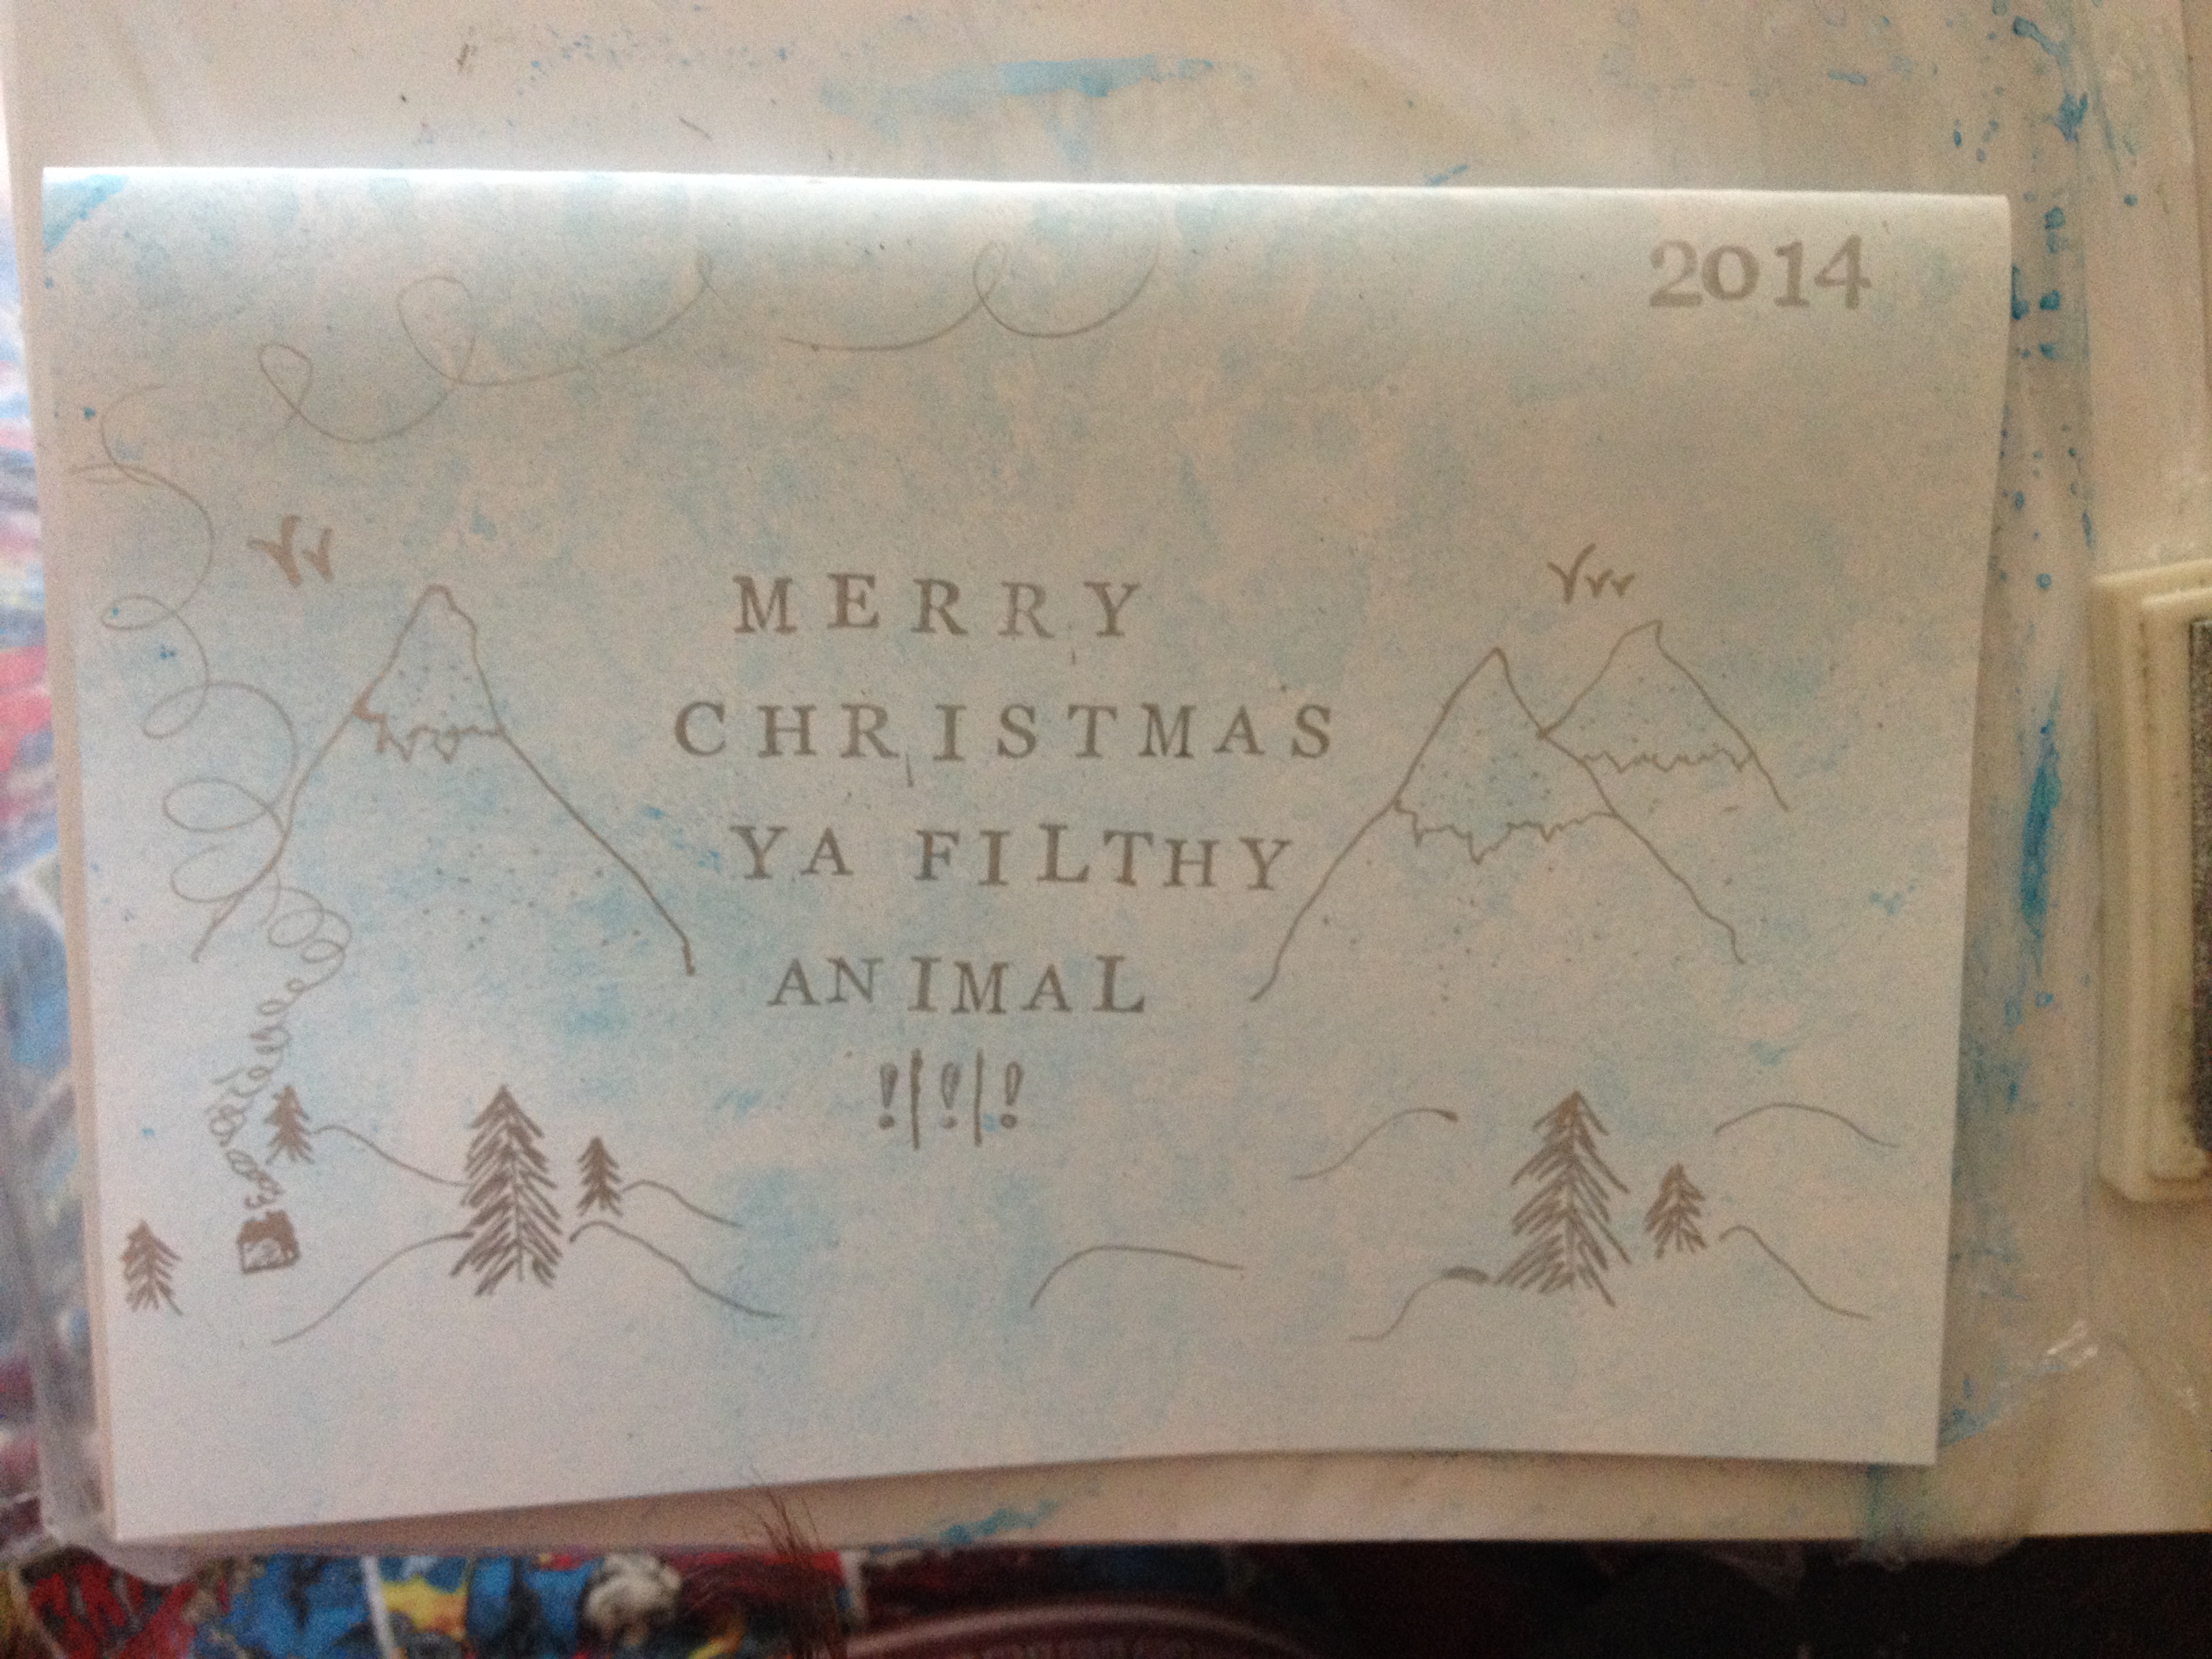 2014
MERRY
CHRISTMAS
YA FILTHY
ANIMAL
!|!|!